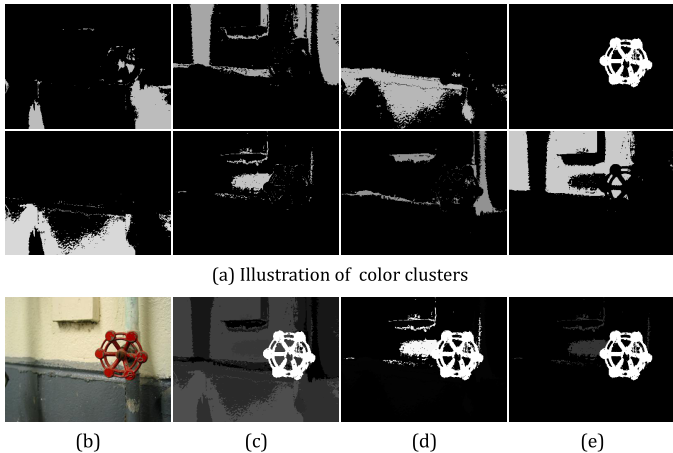 (a) Illustration of color clusters
(b)
(c)
(d)
(e)